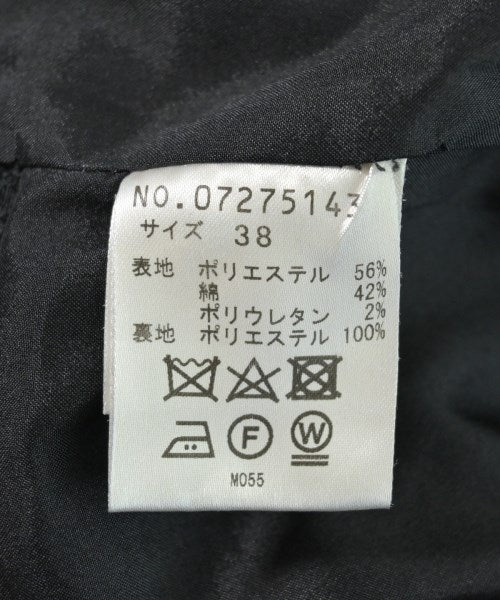 NO.07275143
サイズ 38
表地 ポリエステル 56%
綿 42%
ポリウレタン 2%
裏地 ポリエステル 100%
F W
M055